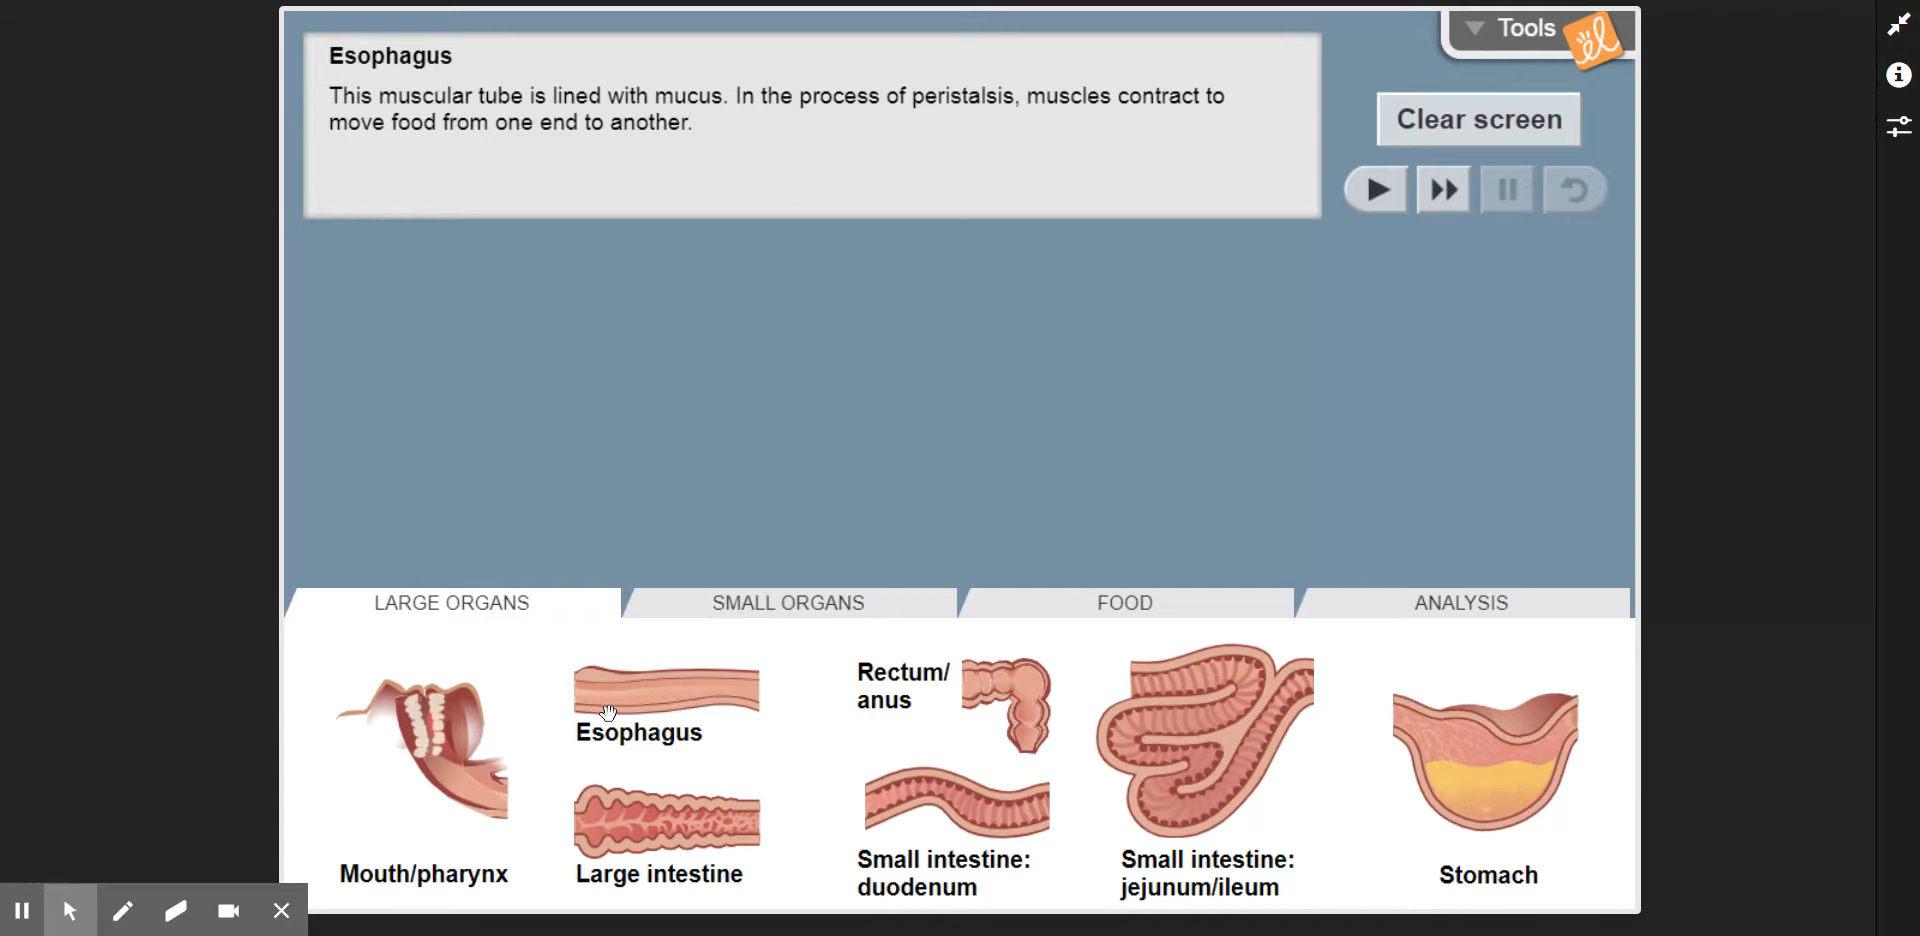 Esophagus
This muscular tube is lined with mucus. In the process of peristalsis, muscles contract to
move food from one end to another.
Tools
el
Clear screen
LARGE ORGANS
SMALL ORGANS
FOOD
ANALYSIS
Mouth/pharynx
Esophagus
Large intestine
Rectum/
anus
Small intestine:
duodenum
Small intestine:
jejunum/ileum
Stomach